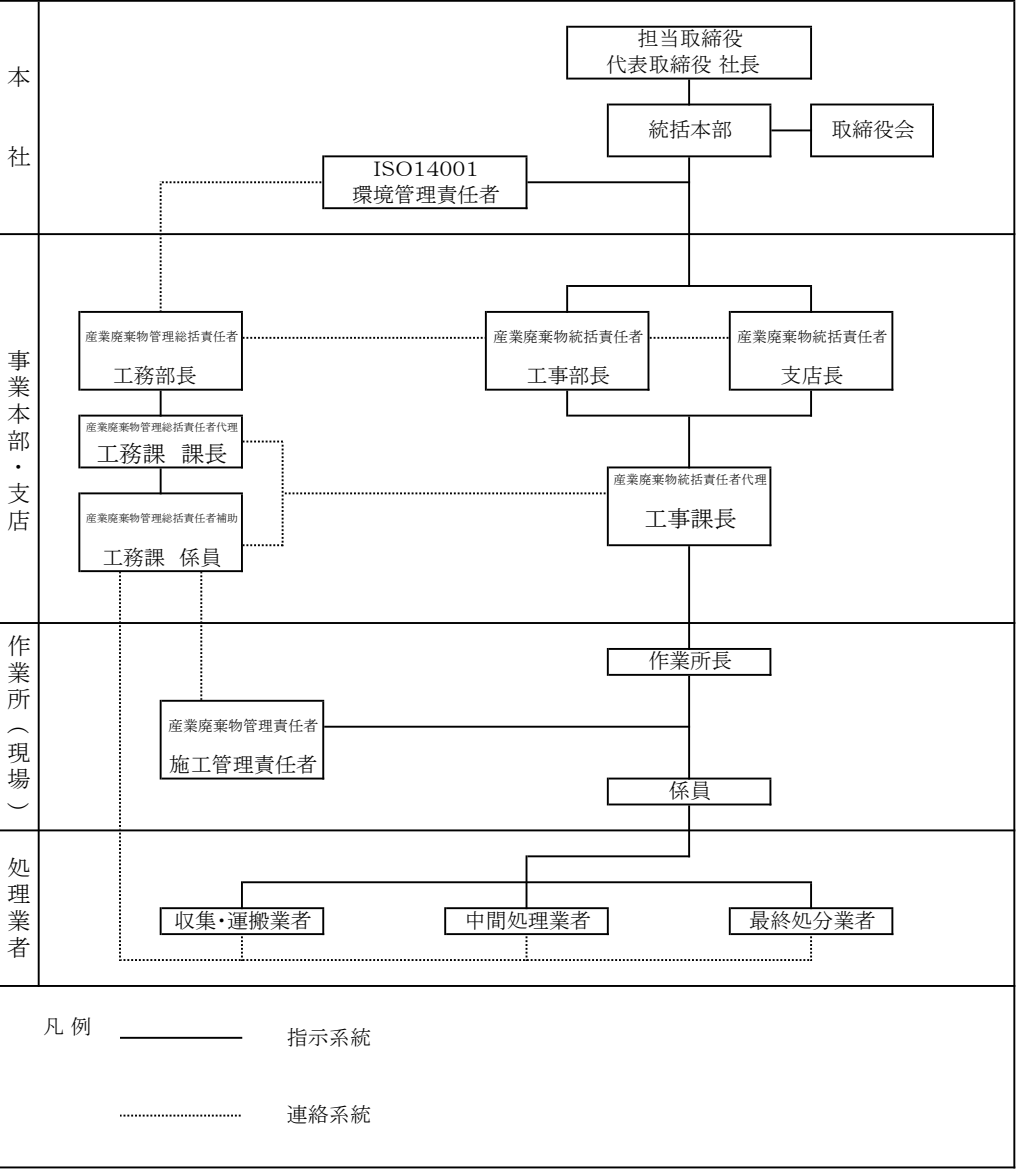 本社
担当取締役
代表取締役 社長
統括本部
取締役会
ISO14001
環境管理責任者
事業本部・支店
産業廃棄物管理総括責任者
工務部長
産業廃棄物統括責任者
工事部長
産業廃棄物統括責任者
支店長
産業廃棄物管理総括責任者代理
工務課 課長
産業廃棄物統括責任者代理
工事課長
産業廃棄物管理総括責任者補助
工務課 係員
作業所(現場)
作業所長
産業廃棄物管理責任者
施工管理責任者
係員
処理業者
収集・運搬業者
中間処理業者
最終処分業者
凡 例
指示系統
連絡系統